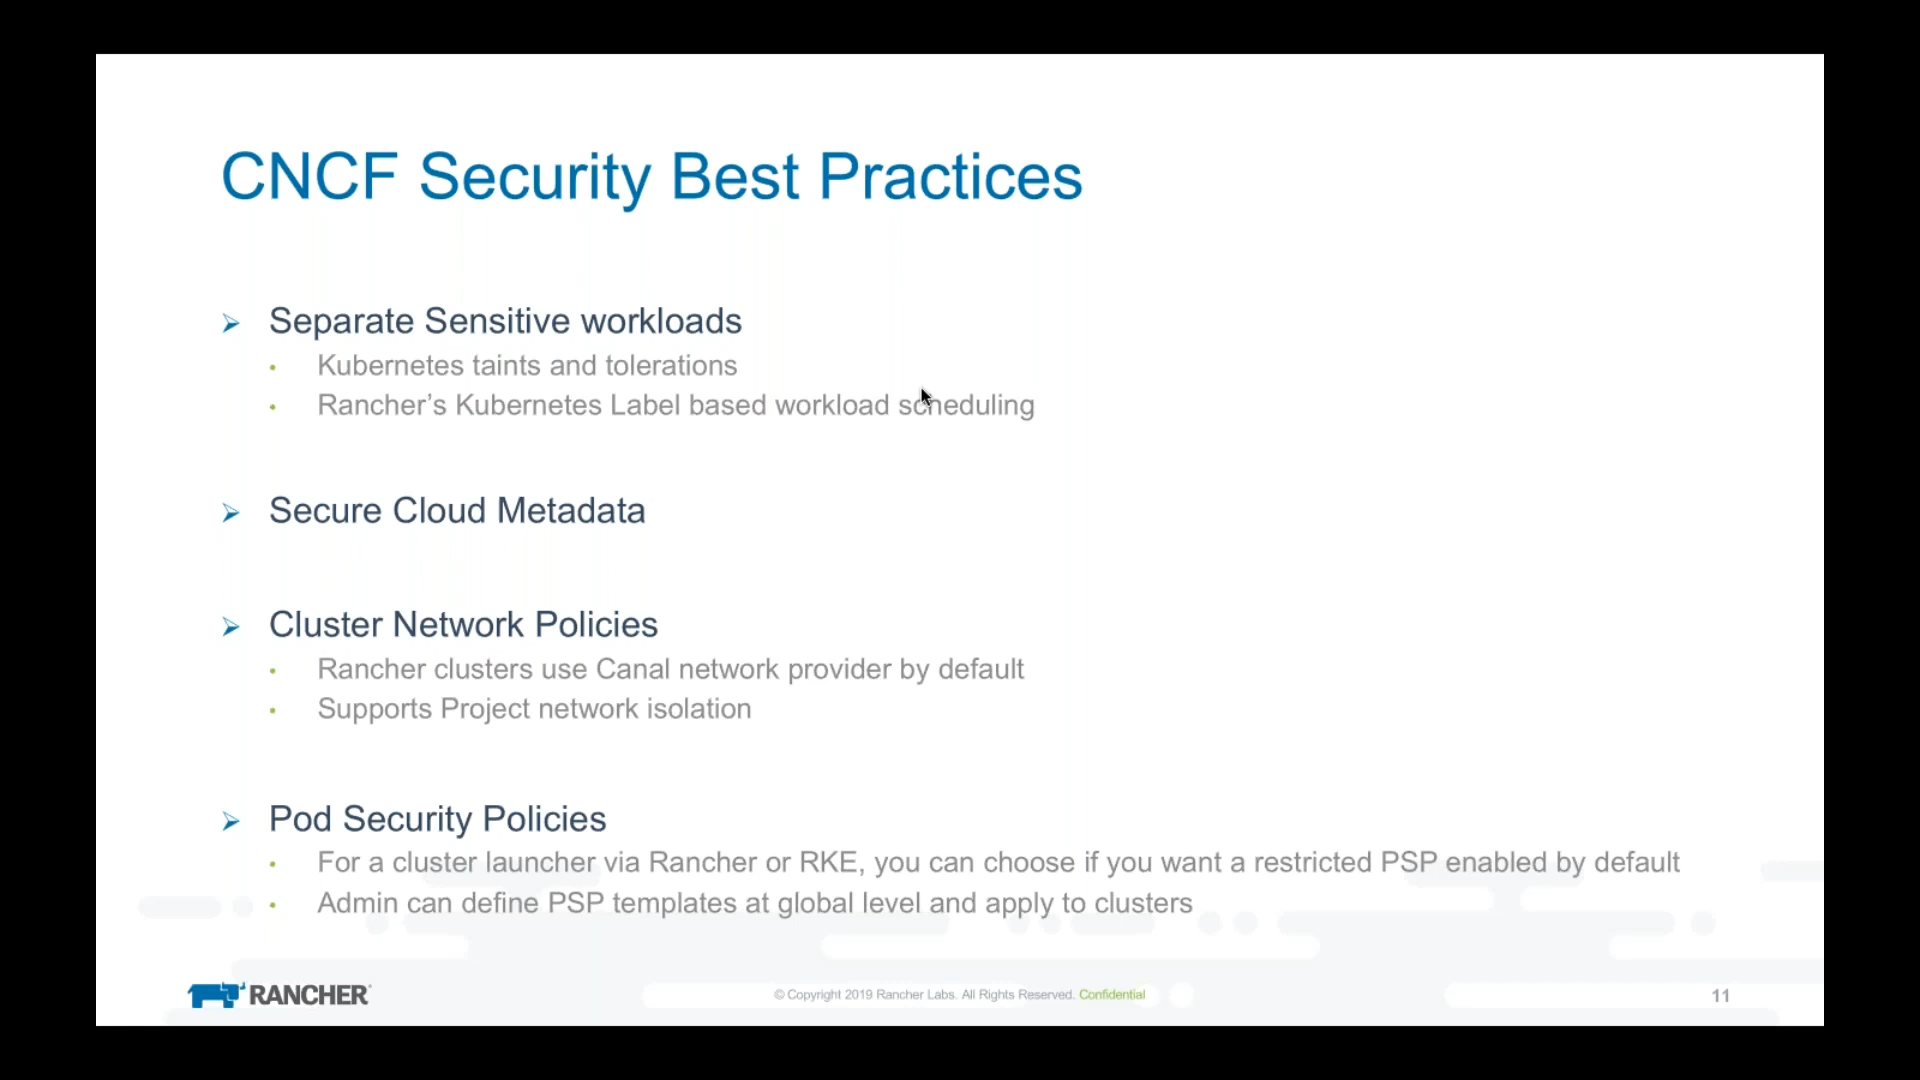 CNCF Security Best Practices
Separate Sensitive workloads
Kubernetes taints and tolerations
Rancher’s Kubernetes Label based workload scheduling
Secure Cloud Metadata
Cluster Network Policies
Rancher clusters use Canal network provider by default
Supports Project network isolation
Pod Security Policies
For a cluster launcher via Rancher or RKE, you can choose if you want a restricted PSP enabled by default
Admin can define PSP templates at global level and apply to clusters
RANCHER
© Copyright 2019 Rancher Labs. All Rights Reserved. Confidential
11